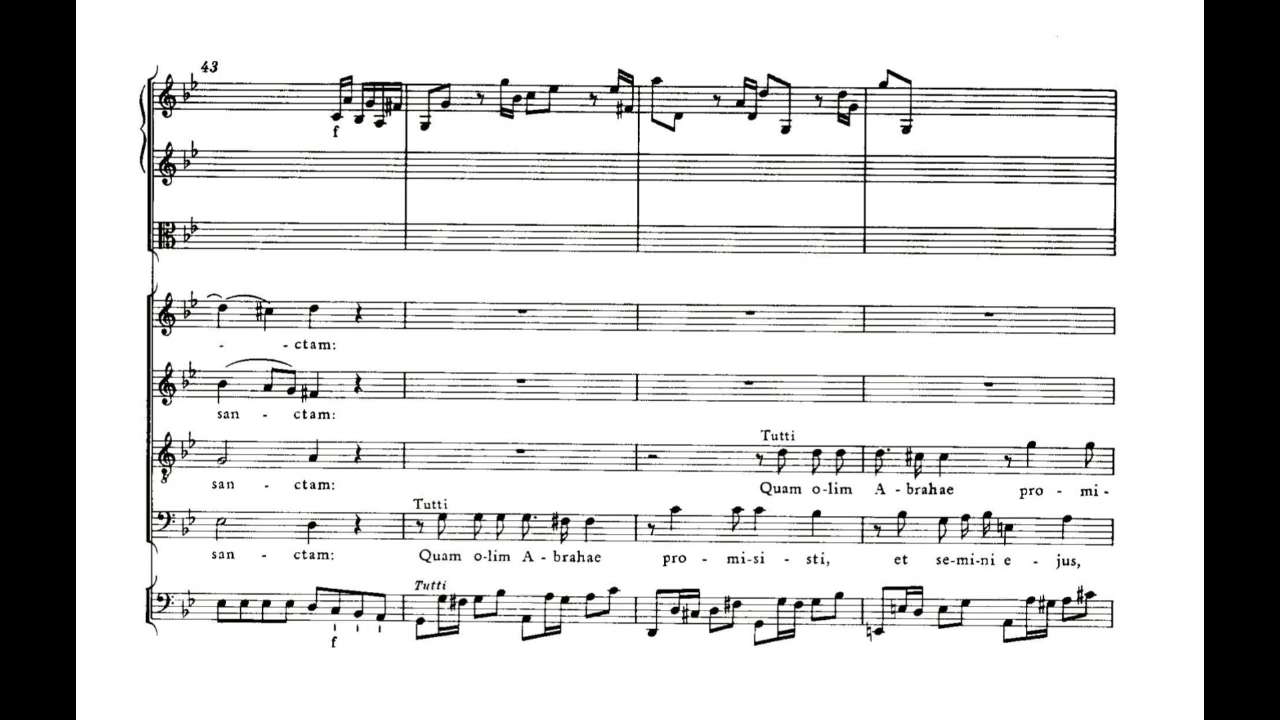 43
f
- - ctam:
san - ctam:
Tutti
san - ctam: Quam o-lim A - brahae pro - mi-
Tutti
san - ctam: Quam o-lim A - brahae pro - mi-si - sti, et se-mi-ni e - jus,
Tutti
f